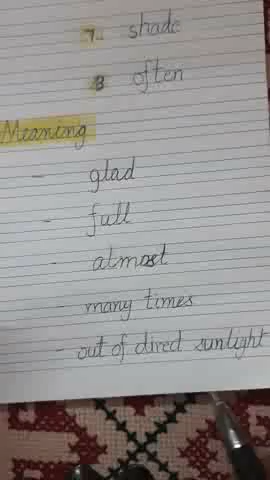 7. shade
8 often
Meaning
- glad
- full
- almost
- many times
- out of direct sunlight